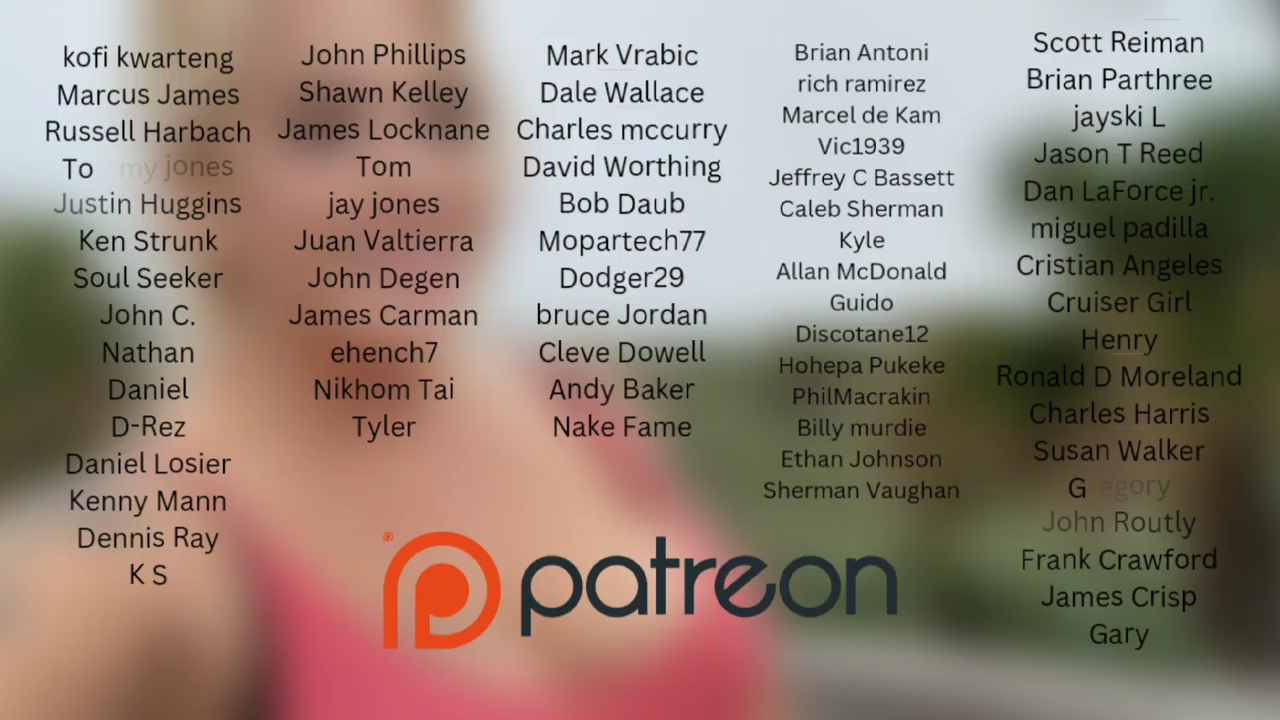 kofi kwarteng
Marcus James
Russell Harbach
To my jones
Justin Huggins
Ken Strunk
Soul Seeker
John C.
Nathan
Daniel
D-Rez
Daniel Losier
Kenny Mann
Dennis Ray
K S
John Phillips
Shawn Kelley
James Locknane
Tom
jay jones
Juan Valtierra
John Degen
James Carman
ehench7
Nikhom Tai
Tyler
Mark Vrabic
Dale Wallace
Charles mccurry
David Worthing
Bob Daub
Mopartech77
Dodger29
bruce Jordan
Cleve Dowell
Andy Baker
Nake Fame
Brian Antoni
rich ramirez
Marcel de Kam
Vic1939
Jeffrey C Bassett
Caleb Sherman
Kyle
Allan McDonald
Guido
Discotane12
Hohepa Pukeke
PhilMacrakin
Billy murdie
Ethan Johnson
Sherman Vaughan
Scott Reiman
Brian Parthree
jayski L
Jason T Reed
Dan LaForce jr.
miguel padilla
Cristian Angeles
Cruiser Girl
Henry
Ronald D Moreland
Charles Harris
Susan Walker
G egory
John Routly
Frank Crawford
James Crisp
Gary
patreon